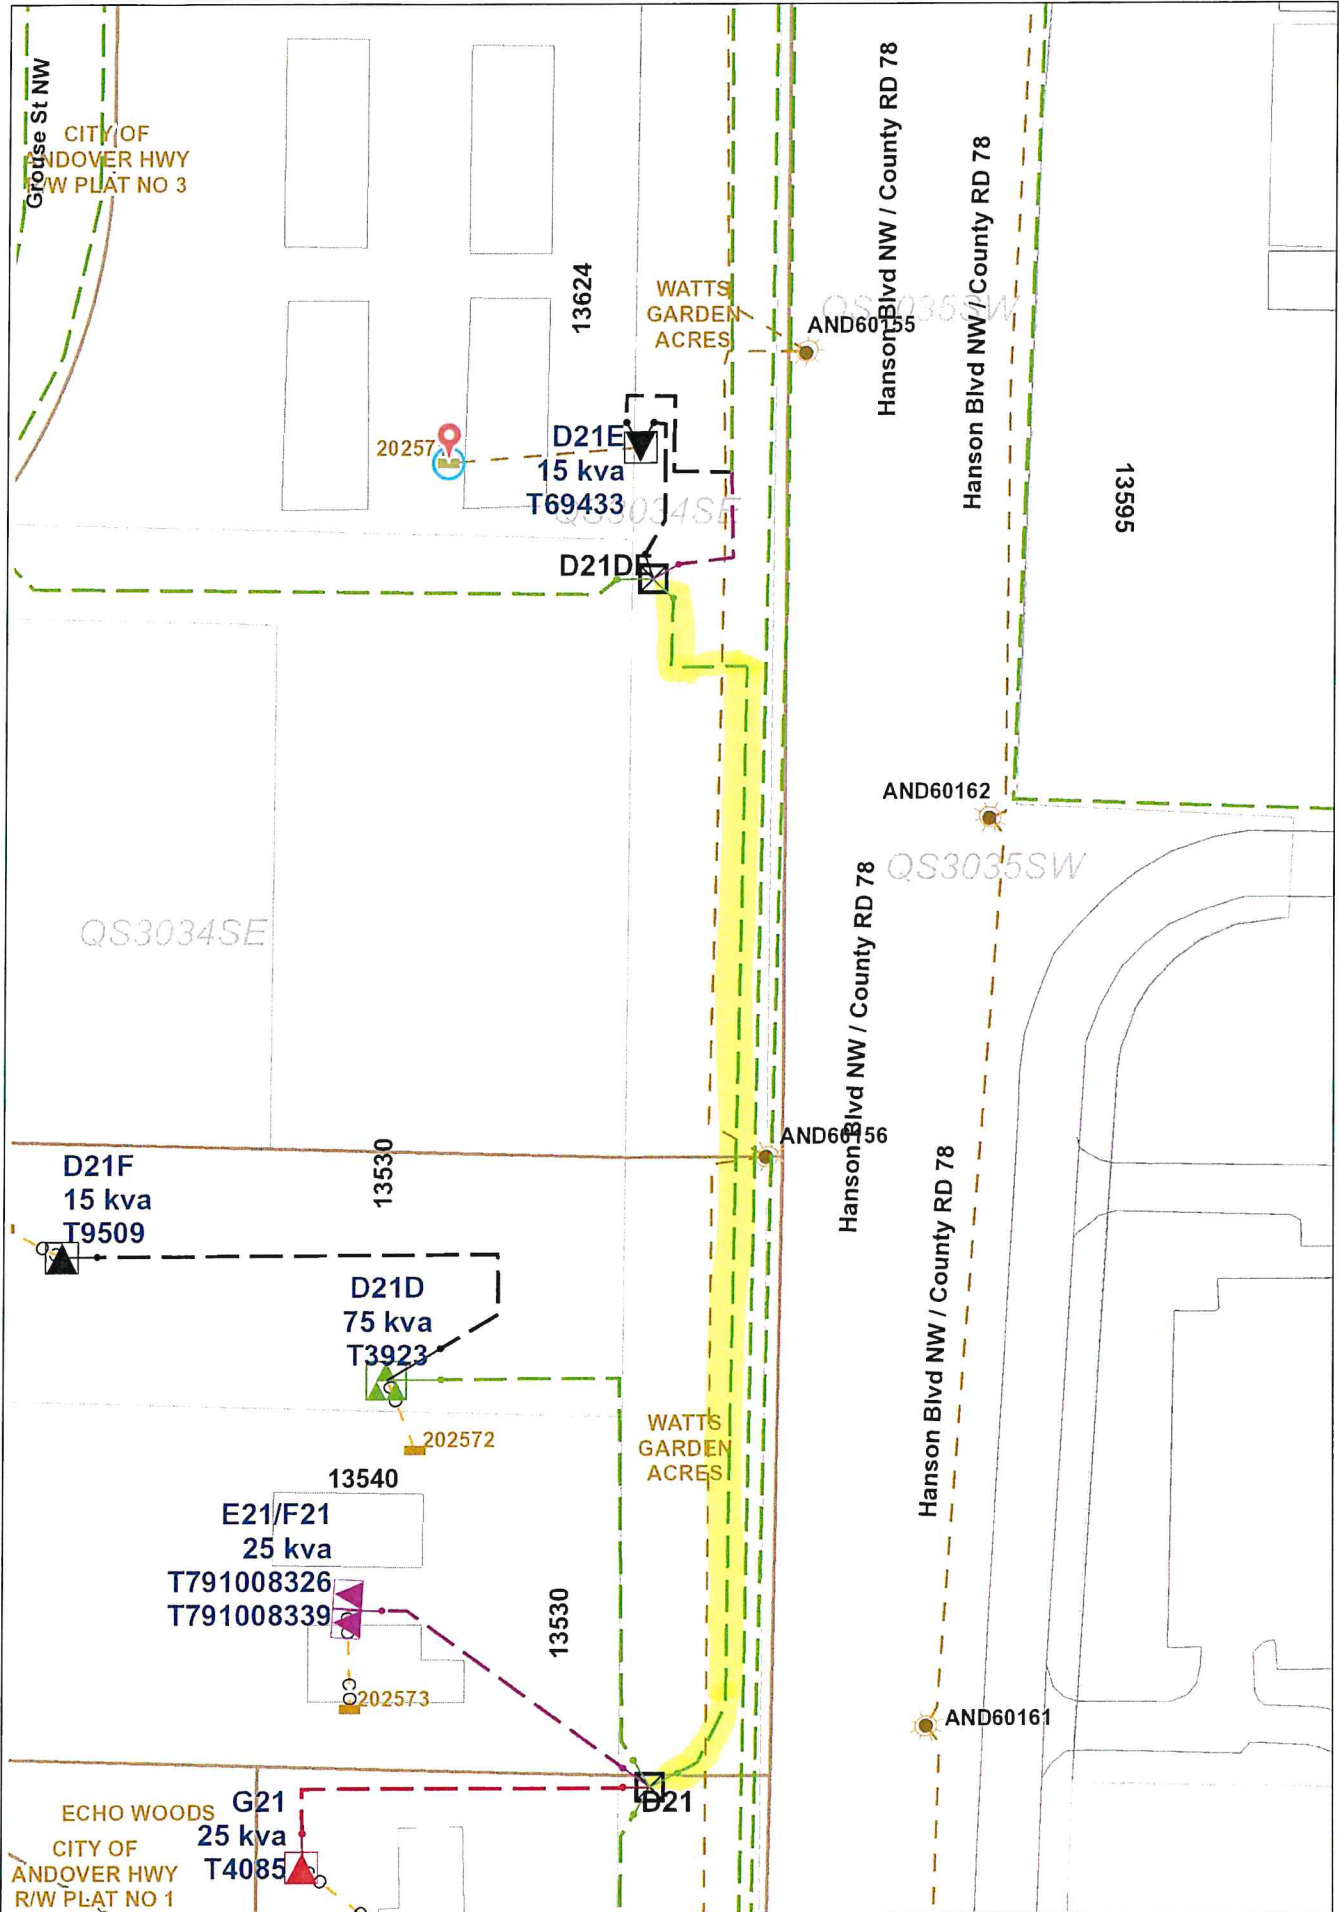 Grouse St NW
CITY OF
ANDOVER HWY
R/W PLAT NO 3
13624
WATTS
GARDEN
ACRES
QS3035SW
AND60155
Hanson Blvd NW / County RD 78
Hanson Blvd NW / County RD 78
20257
D21E
15 kva
T69433
QS3034SE
13595
D21DE
AND60162
QS3035SW
Hanson Blvd NW / County RD 78
QS3034SE
AND60156
D21F
15 kva
T9509
13530
Hanson Blvd NW / County RD 78
D21D
75 kva
T3923
202572
WATTS
GARDEN
ACRES
13540
E21/F21
25 kva
T791008326
T791008339
13530
202573
AND60161
D21
ECHO WOODS
G21
25 kva
T4085
CITY OF
ANDOVER HWY
R/W PLAT NO 1